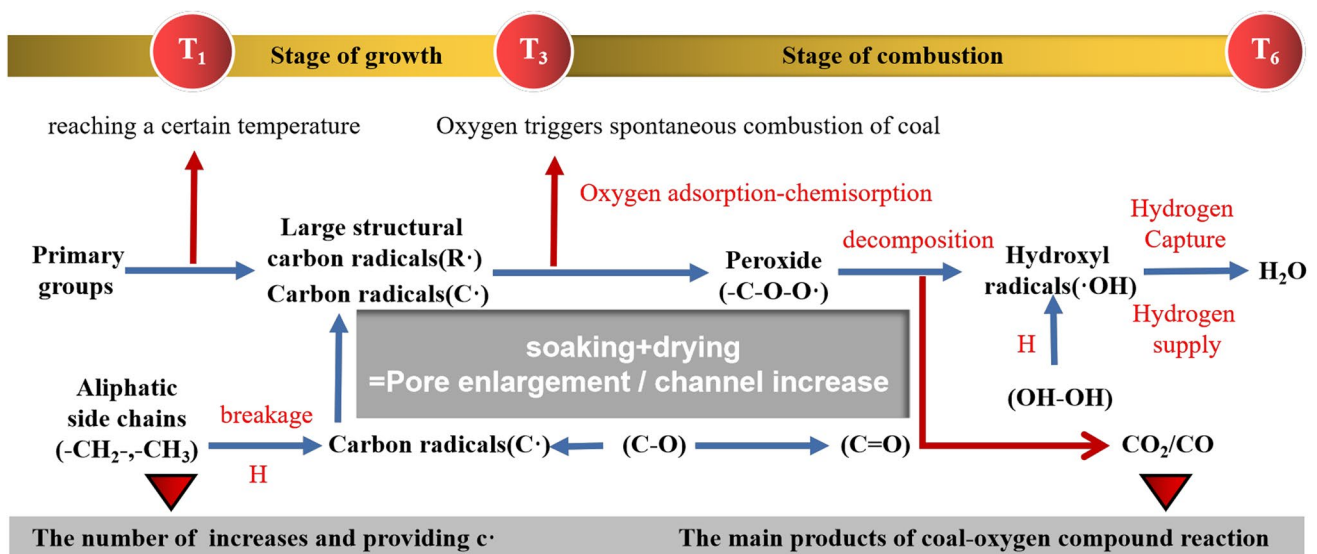 T₁ Stage of growth T₃ Stage of combustion T₆
reaching a certain temperature
Oxygen triggers spontaneous combustion of coal
Oxygen adsorption-chemisorption
Primary
groups
Large structural
carbon radicals(R·)
Carbon radicals(C·)
Peroxide
(-C-O-O·)
decomposition
Hydroxyl
radicals(·OH)
Hydrogen
Capture
Hydrogen
supply
H₂O
soaking+drying
=Pore enlargement / channel increase
H
(OH-OH)
Aliphatic
side chains
(-CH₂-,-CH₃)
breakage
H
Carbon radicals(C·)
(C-O)
(C=O)
CO₂/CO
The number of increases and providing c·
The main products of coal-oxygen compound reaction